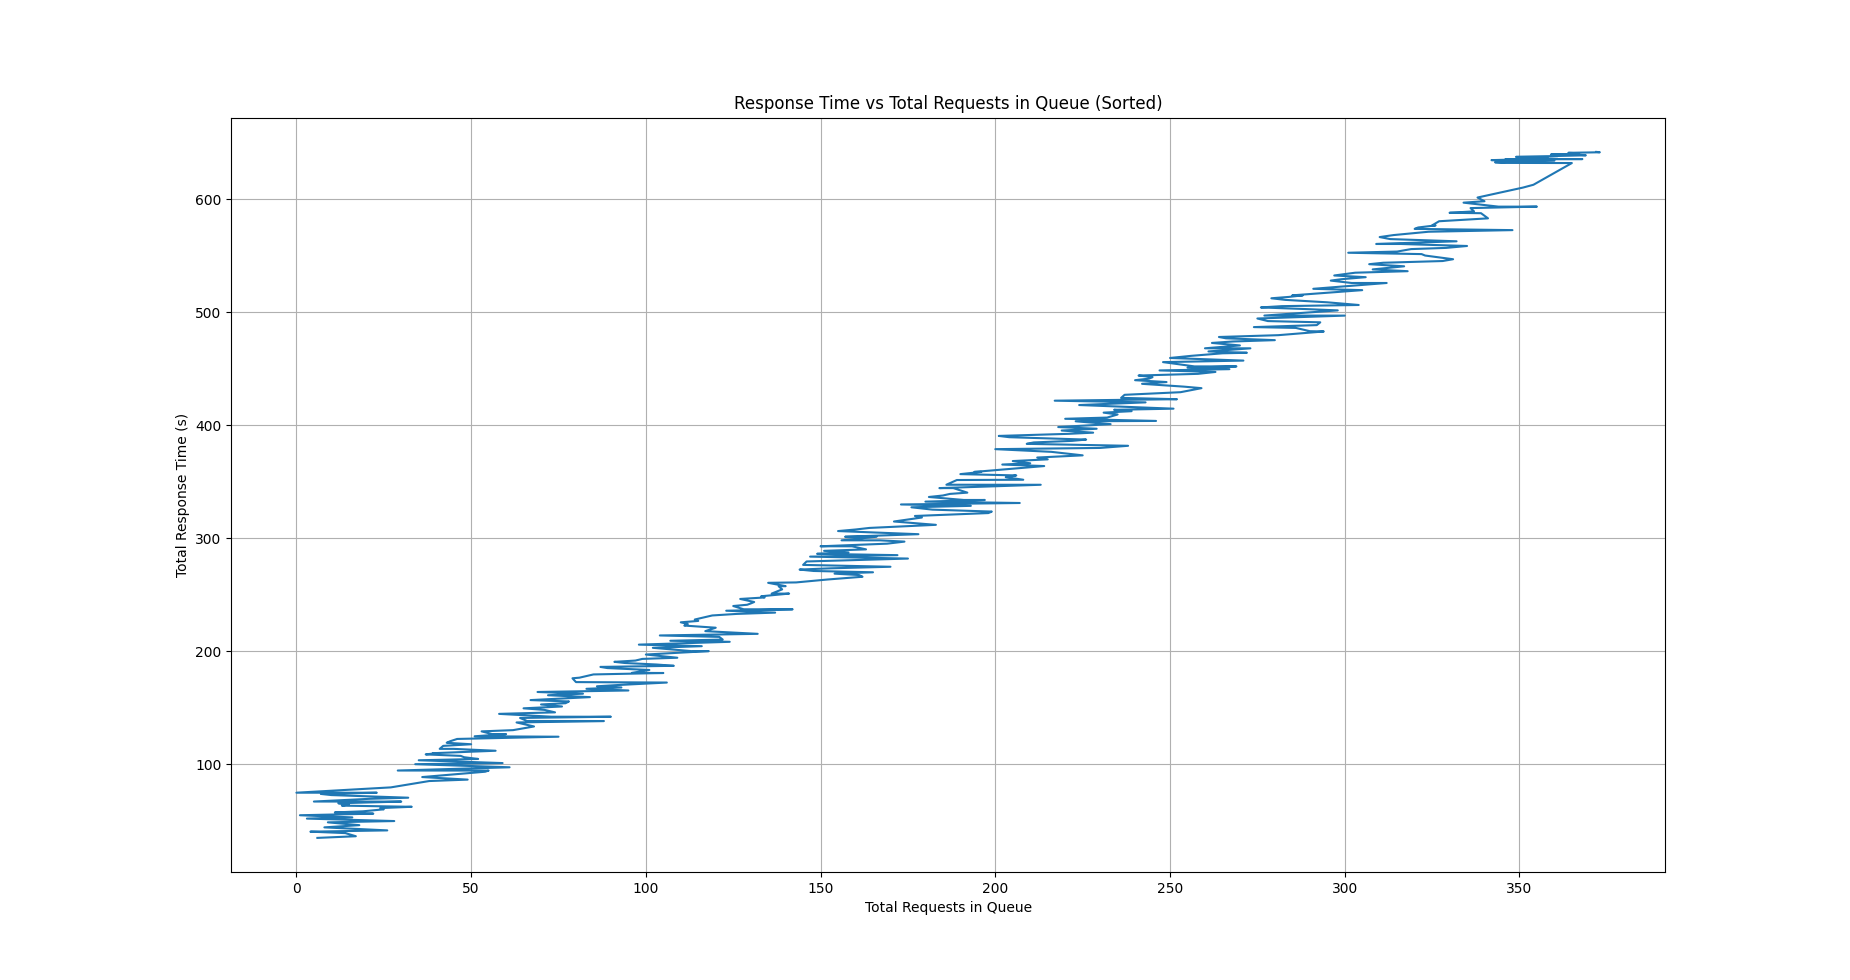 Response Time vs Total Requests in Queue (Sorted)
Total Response Time (s)
600
500
400
300
200
100
0 50 100 150 200 250 300 350
Total Requests in Queue